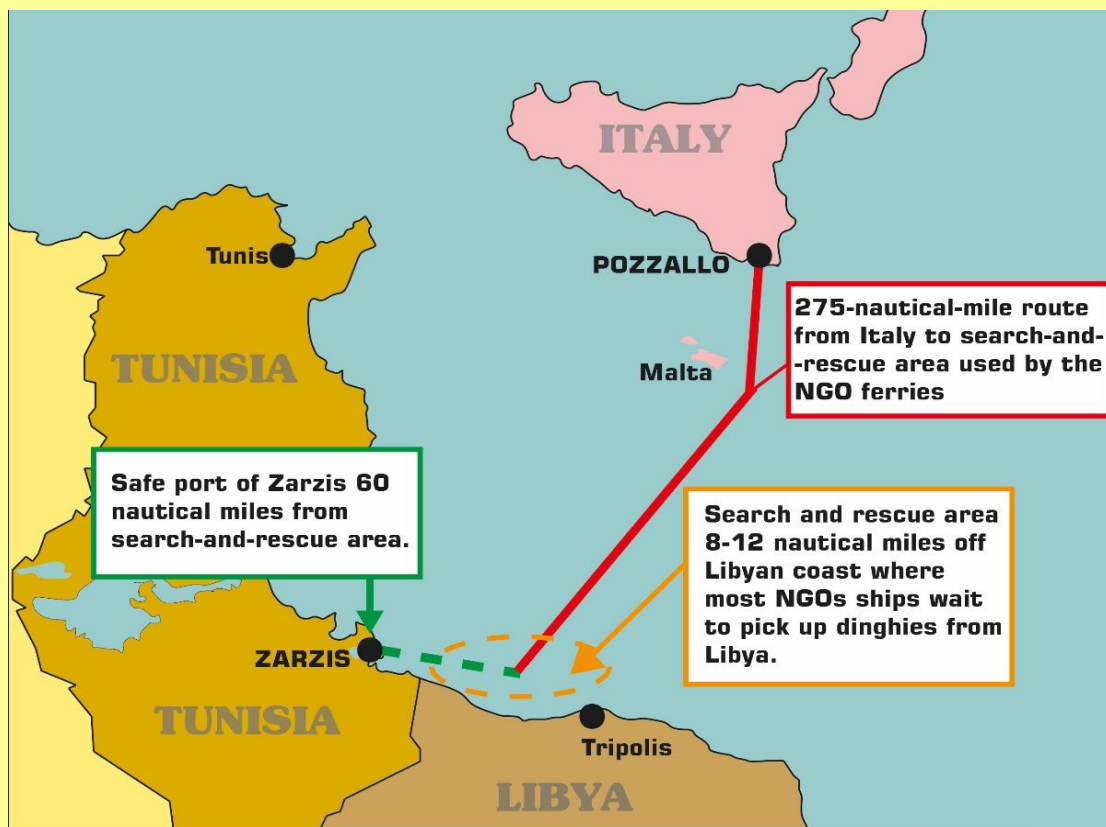 ITALY
Tunis
POZZALLO
275-nautical-mile route
from Italy to search-and-
-rescue area used by the
NGO ferries
Malta
TUNISIA
Safe port of Zarzis 60
nautical miles from
search-and-rescue area.
Search and rescue area
8-12 nautical miles off
Libyan coast where
most NGOs ships wait
to pick up dinghies from
Libya.
ZARZIS
TUNISIA
Tripolis
LIBYA